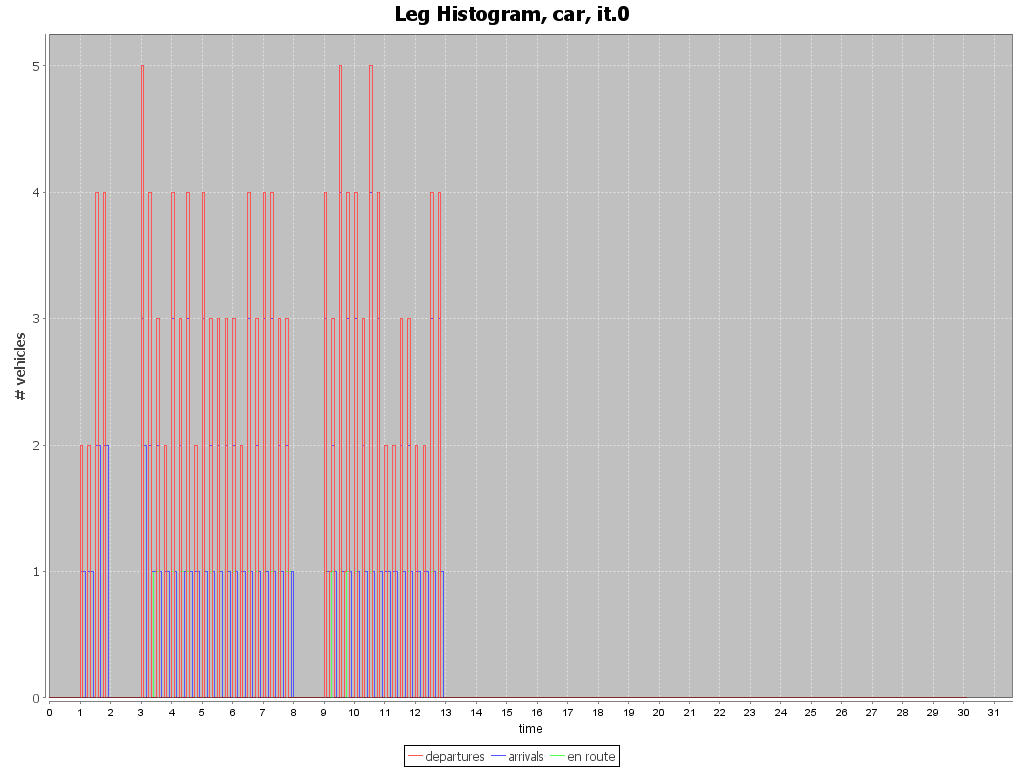 Leg Histogram, car, it.0
5
4
3
2
1
0
# vehicles
0 1 2 3 4 5 6 7 8 9 10 11 12 13 14 15 16 17 18 19 20 21 22 23 24 25 26 27 28 29 30 31
time
departures arrivals en route